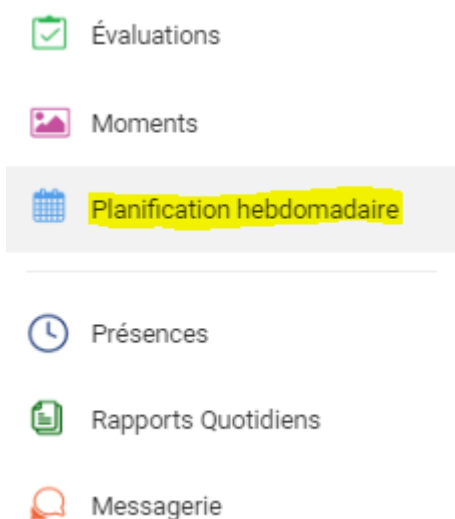 Évaluations
Moments
Planification hebdomadaire
Présences
Rapports Quotidiens
Messagerie